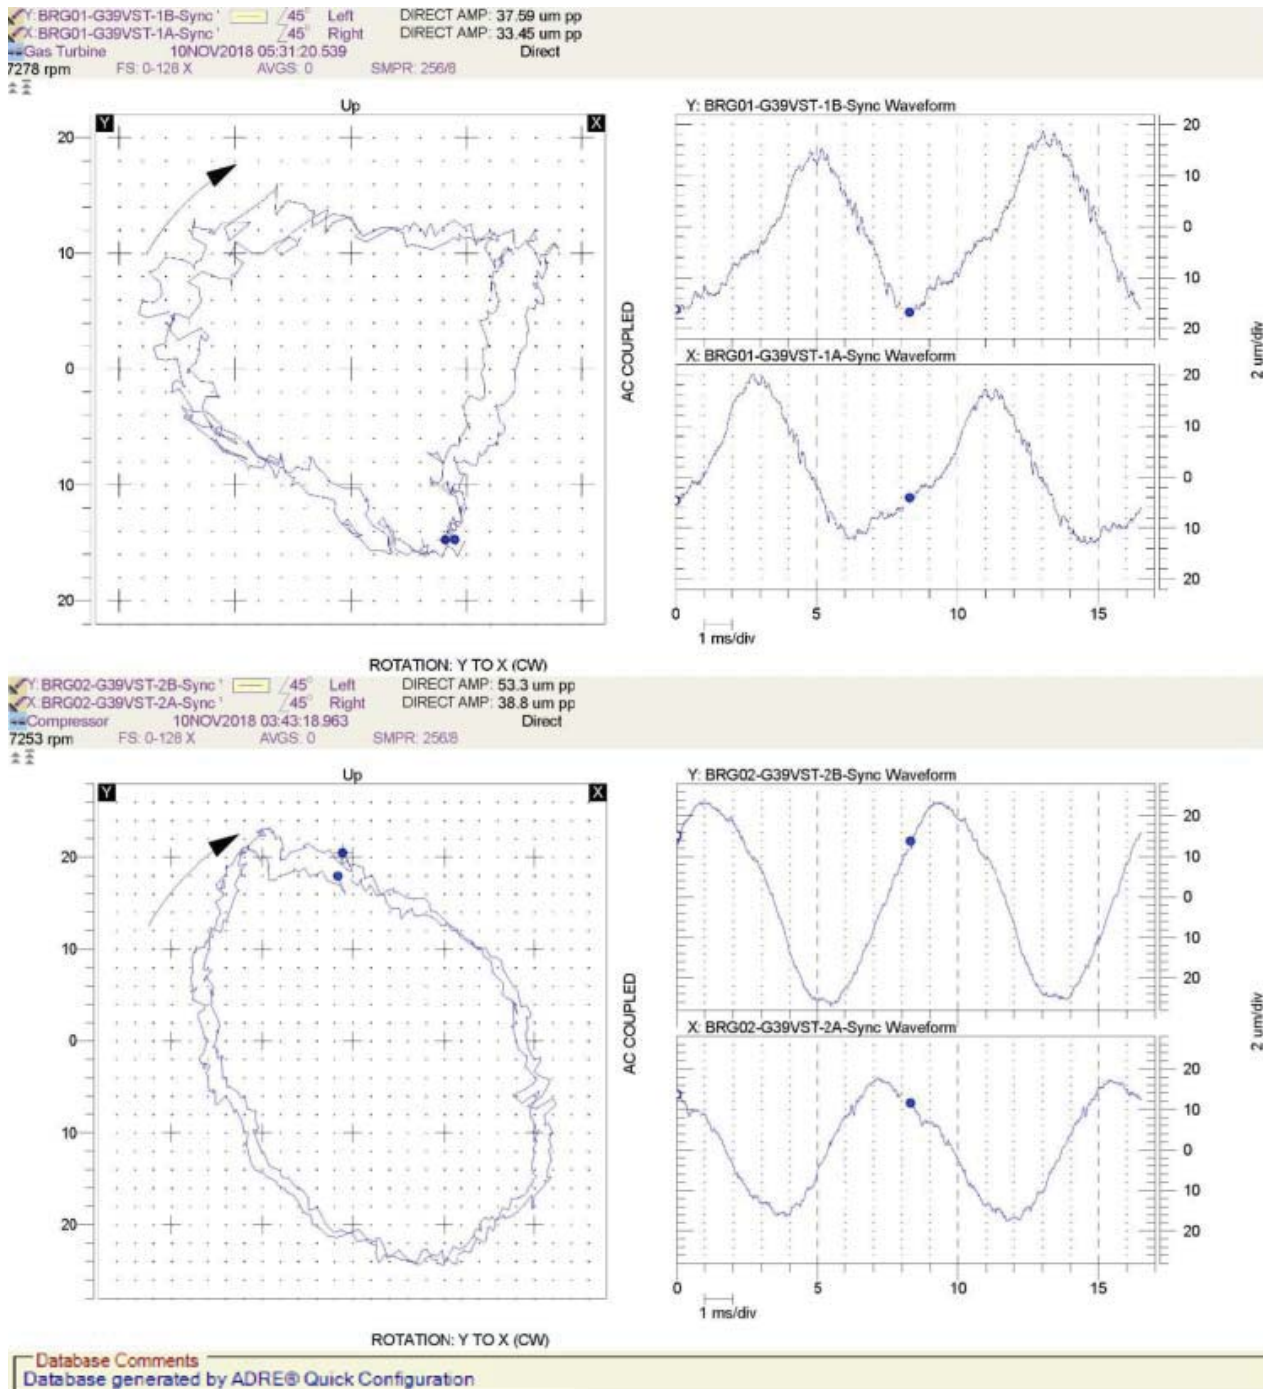 Y: BRG01-G39VST-1B-Sync ' ∠45° Left DIRECT AMP: 37.59 um pp
X: BRG01-G39VST-1A-Sync ' ∠45° Right DIRECT AMP: 33.45 um pp
Gas Turbine 10NOV2018 05:31:20.539 Direct
7278 rpm FS: 0-128 X AVGS: 0 SMPR: 256/8
Up
Y X
20
10
0
10
20
ROTATION: Y TO X (CW)
AC COUPLED
Y: BRG01-G39VST-1B-Sync Waveform
20
10
0
10
20
X: BRG01-G39VST-1A-Sync Waveform
20
10
0
10
20
0 5 10 15
1 ms/div
2 um/div
Y: BRG02-G39VST-2B-Sync ' ∠45° Left DIRECT AMP: 53.3 um pp
X: BRG02-G39VST-2A-Sync ' ∠45° Right DIRECT AMP: 38.8 um pp
Compressor 10NOV2018 03:43:18.963 Direct
7253 rpm FS: 0-128 X AVGS: 0 SMPR: 256/8
Up
Y X
20
10
0
10
20
ROTATION: Y TO X (CW)
AC COUPLED
Y: BRG02-G39VST-2B-Sync Waveform
20
10
0
10
20
X: BRG02-G39VST-2A-Sync Waveform
20
10
0
10
20
0 5 10 15
1 ms/div
2 um/div
Database Comments
Database generated by ADRE® Quick Configuration